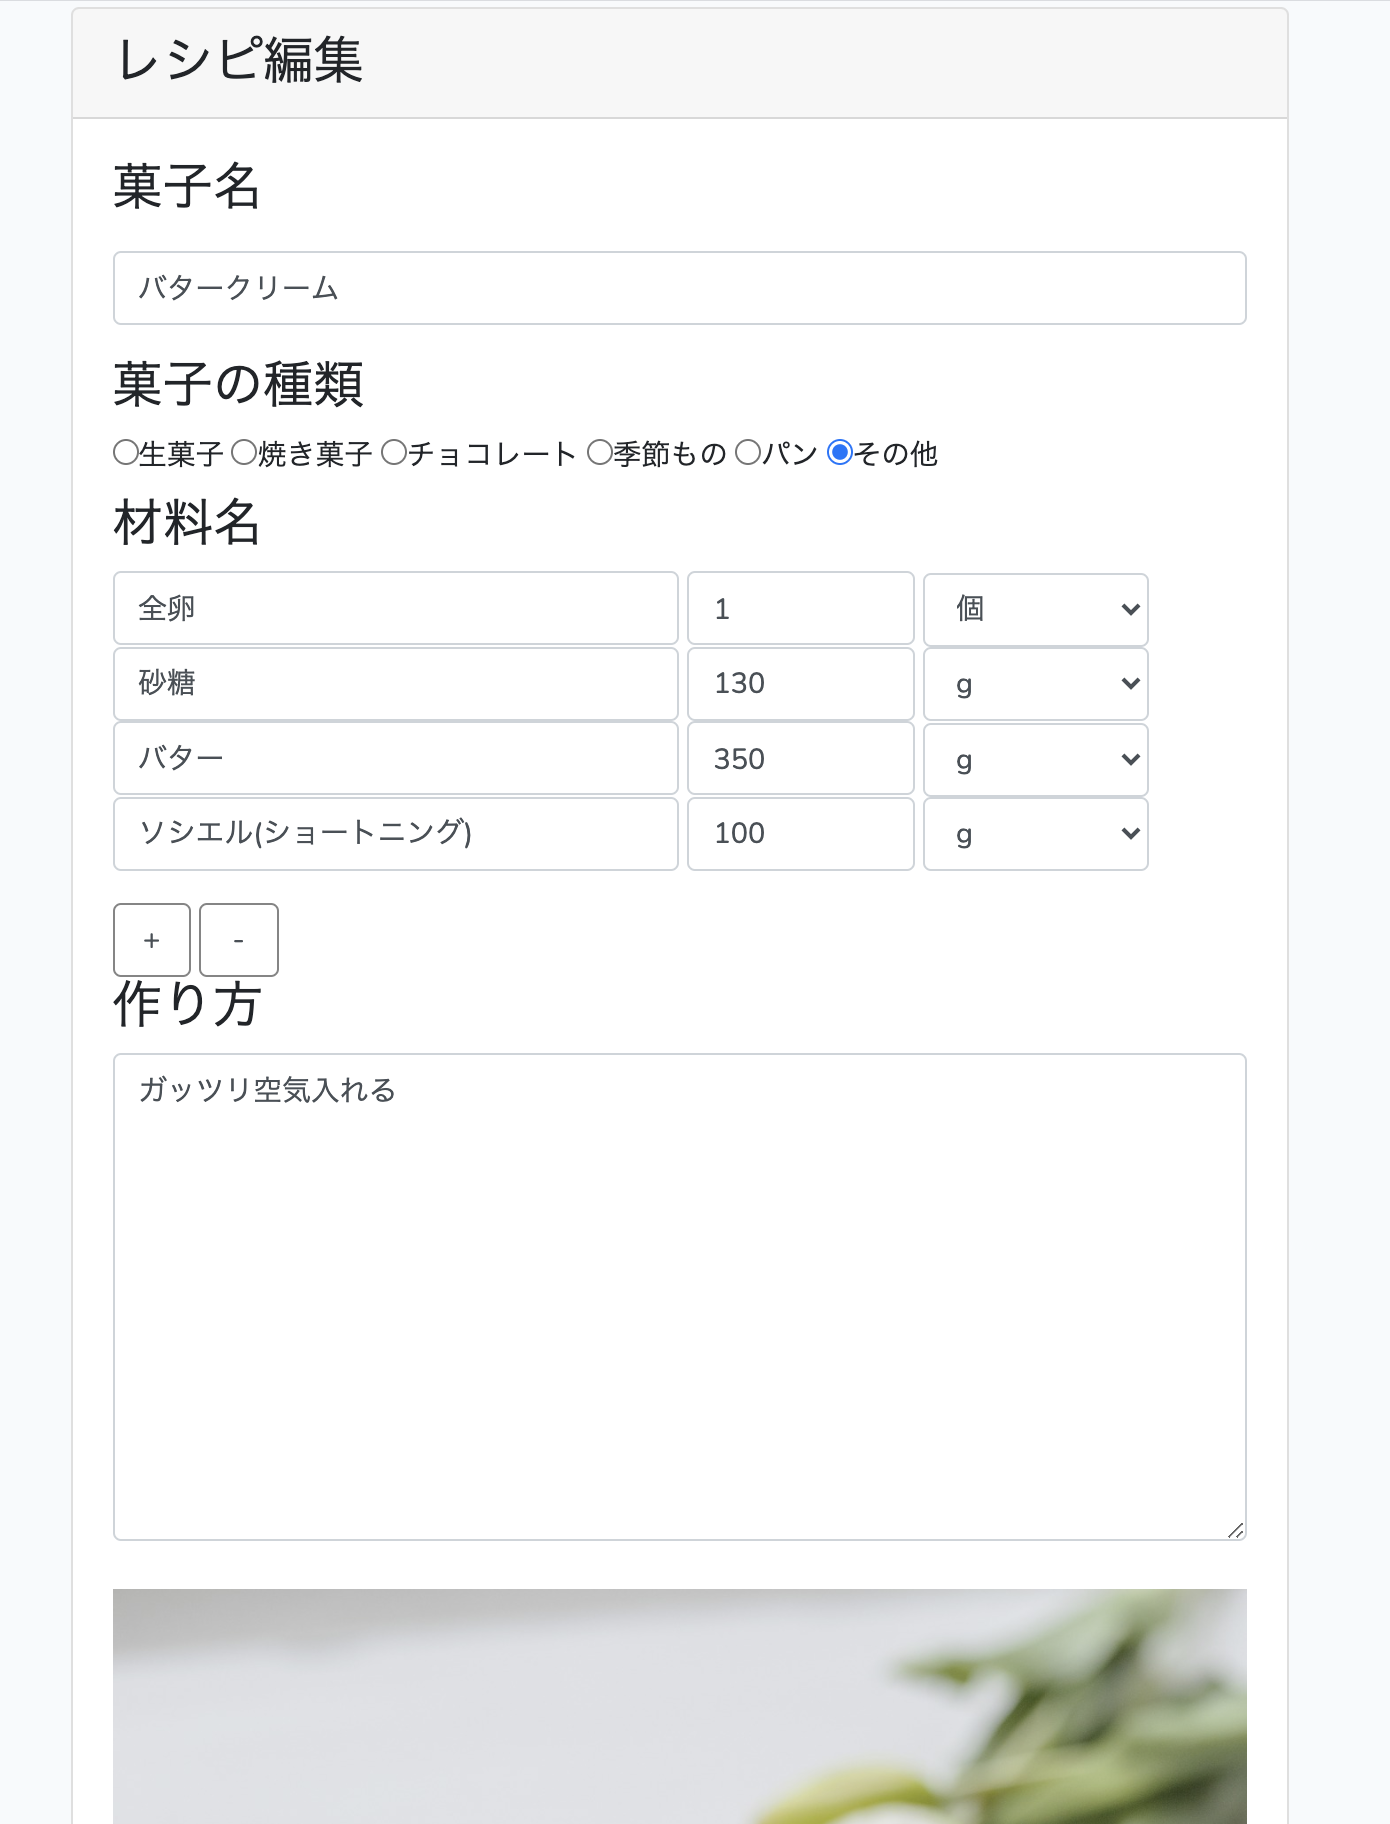 レシピ編集
菓子名
バタークリーム
菓子の種類
生菓子 焼き菓子 チョコレート 季節もの パン その他
材料名
全卵 1 個
砂糖 130 g
バター 350 g
ソシエル(ショートニング) 100 g
+ -
作り方
ガッツリ空気入れる